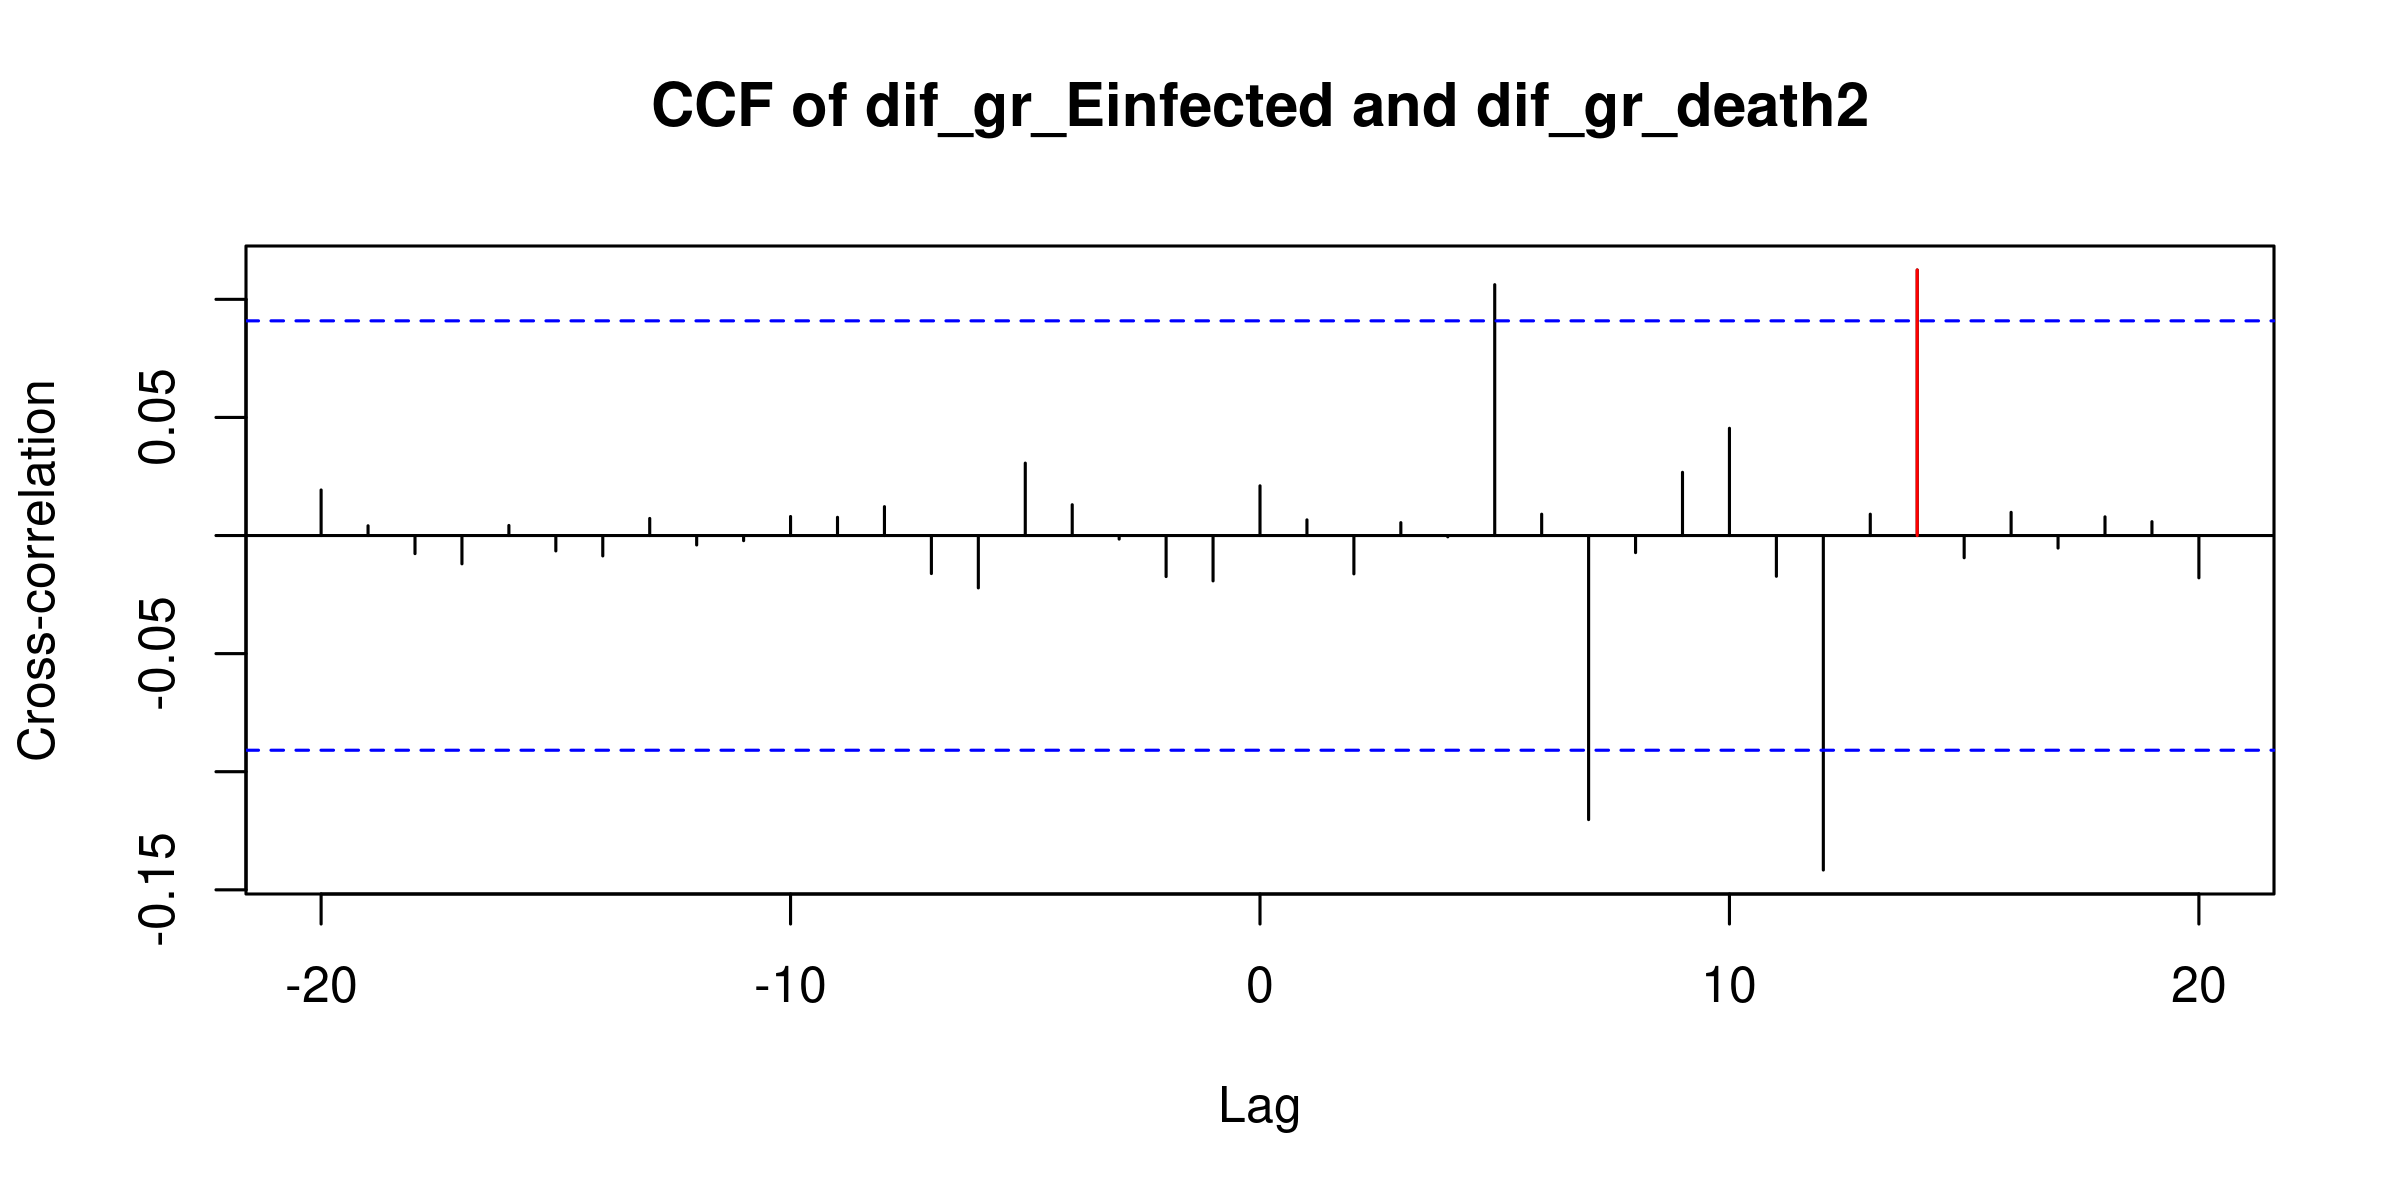 CCF of dif_gr_Einfected and dif_gr_death2
Cross-correlation
0.05
-0.05
-0.15
-20 -10 0 10 20
Lag